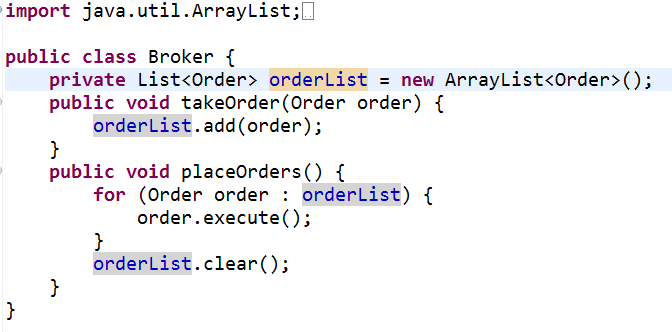 import java.util.ArrayList;

public class Broker {
    private List<Order> orderList = new ArrayList<Order>();
    public void takeOrder(Order order) {
        orderList.add(order);
    }
    public void placeOrders() {
        for (Order order : orderList) {
            order.execute();
        }
        orderList.clear();
    }
}